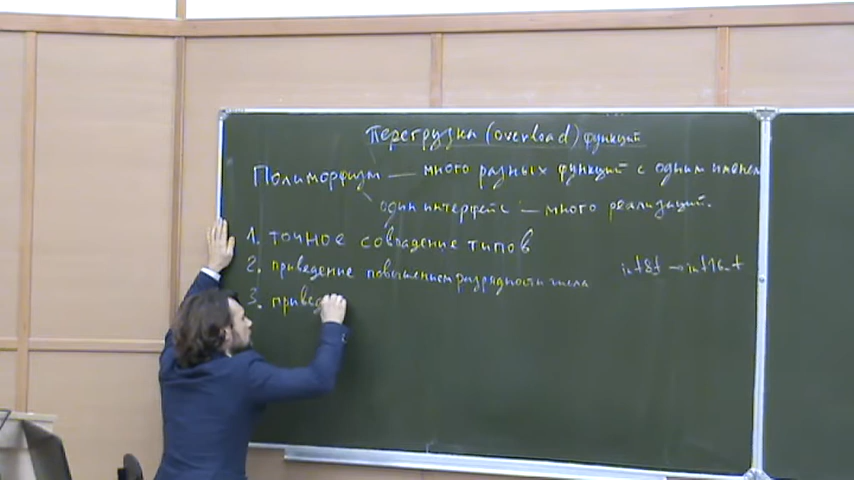 Перегрузка (overload) функций
Полиморфизм — много разных функций с одним именем
один интерфейс — много реализаций.
1. точное совпадение типов
2. приведение повышением разрядности числа int8_t → int16_t
3. привед